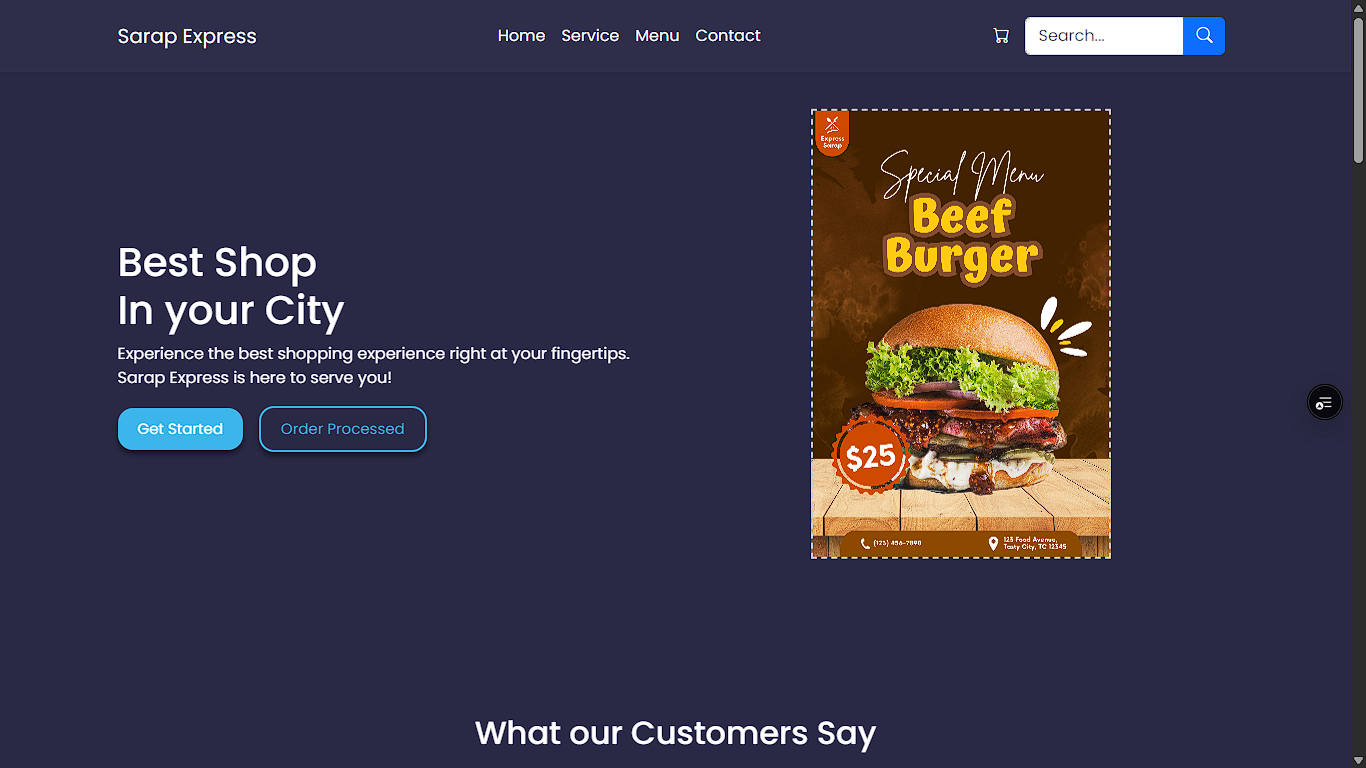 Sarap Express
Home Service Menu Contact
Search...
Express
Sarap
Special Menu
Beef
Burger
Best Shop
In your City
Experience the best shopping experience right at your fingertips.
Sarap Express is here to serve you!
Get Started
Order Processed
$25
(123) 456-7890
123 Food Avenue,
Tasty City, TC 12345
What our Customers Say